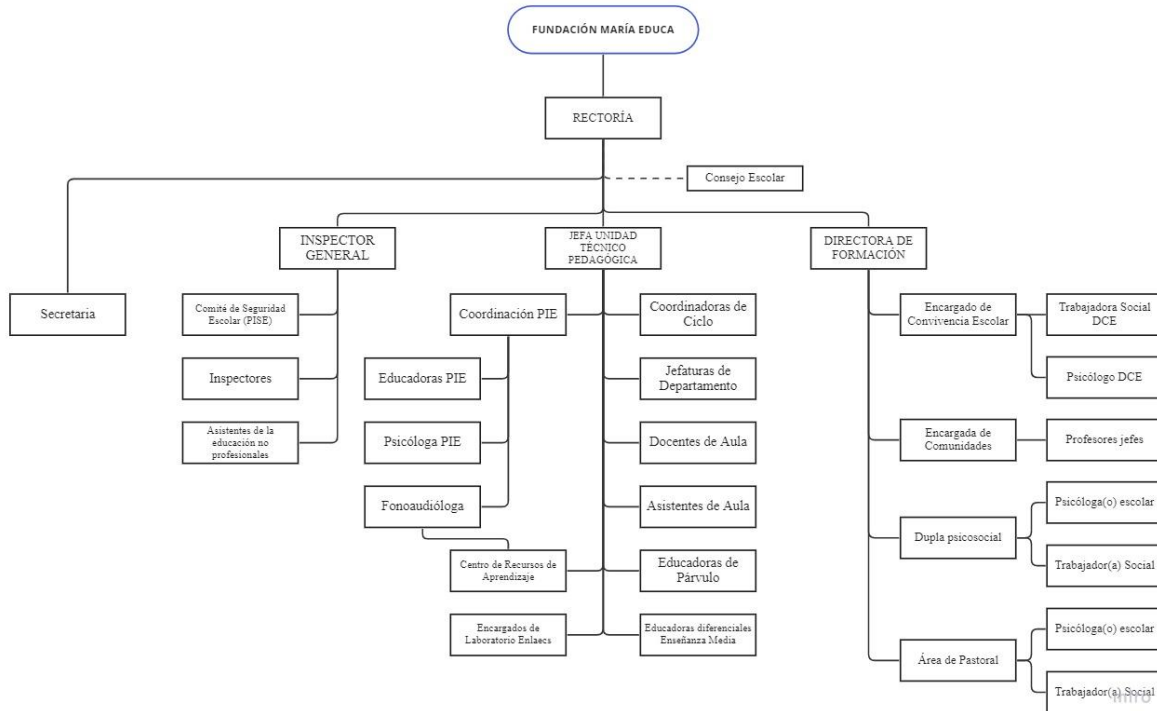 FUNDACIÓN MARÍA EDUCA
RECTORÍA
Consejo Escolar
INSPECTOR
GENERAL
JEFA UNIDAD
TÉCNICO
PEDAGÓGICA
DIRECTORA DE
FORMACIÓN
Secretaria
Comité de Seguridad
Escolar (PISE)
Inspectores
Asistentes de la
educación no
profesionales
Coordinación PIE
Educadoras PIE
Psicóloga PIE
Fonoaudióloga
Centro de Recursos de
Aprendizaje
Encargados de
Laboratorio Enlaecs
Coordinadoras de
Ciclo
Jefaturas de
Departamento
Docentes de Aula
Asistentes de Aula
Educadoras de
Párvulo
Educadoras diferenciales
Enseñanza Media
Encargado de
Convivencia Escolar
Trabajadora Social
DCE
Psicólogo DCE
Encargada de
Comunidades
Profesores jefes
Dupla psicosocial
Psicóloga(o) escolar
Trabajador(a) Social
Área de Pastoral
Psicóloga(o) escolar
Trabajador(a) Social
miro